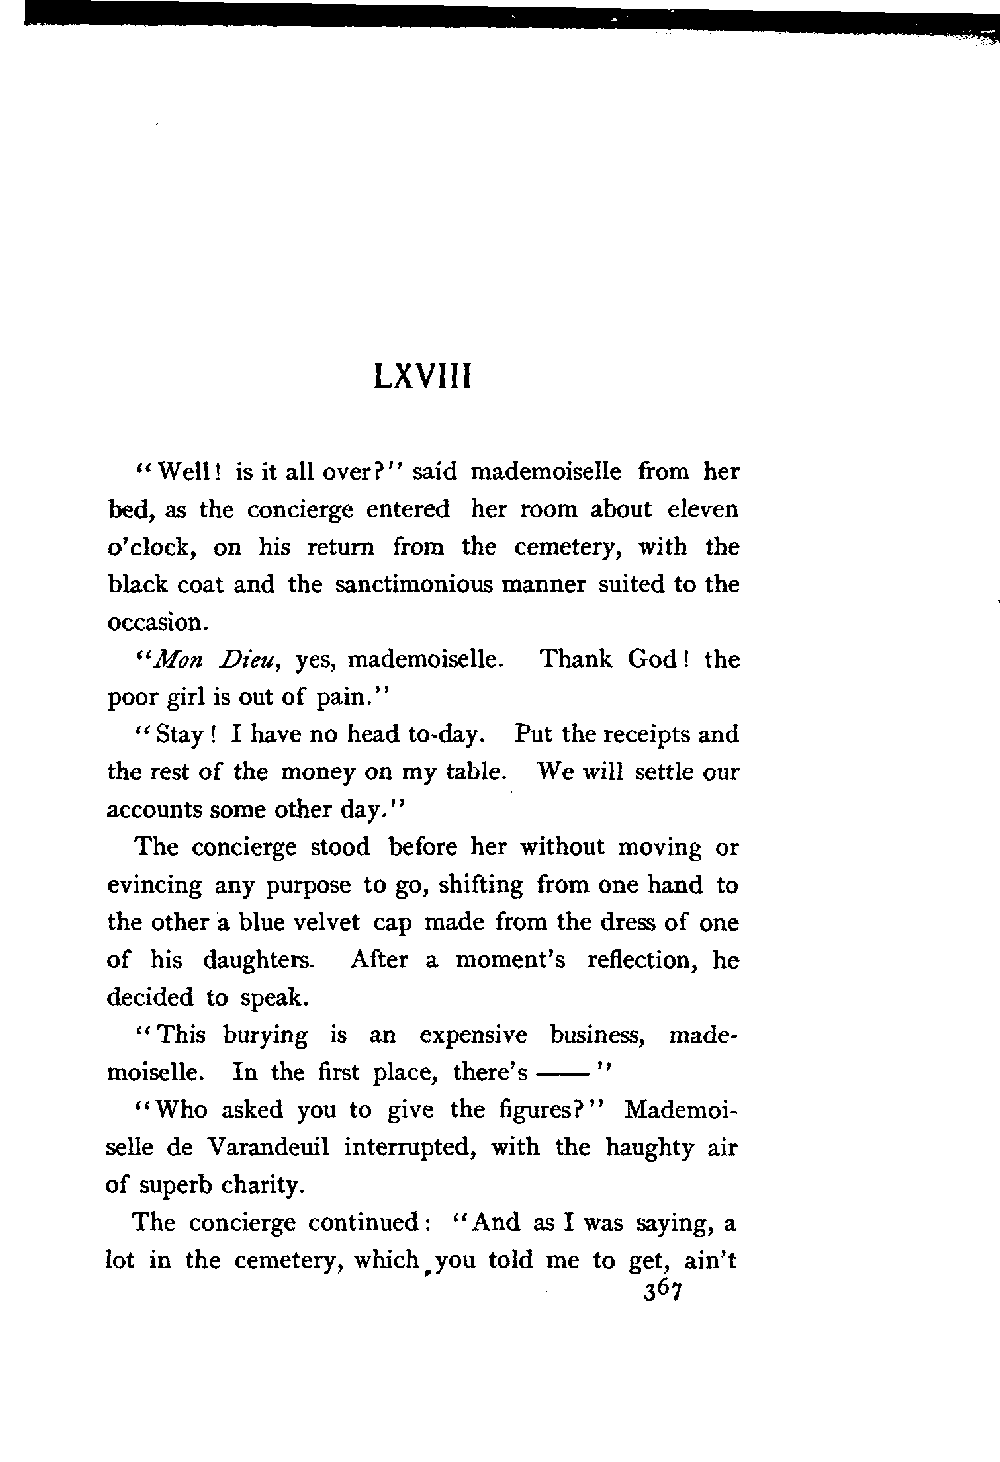 LXVIII
"Well! is it all over?" said mademoiselle from her
bed, as the concierge entered her room about eleven
o'clock, on his return from the cemetery, with the
black coat and the sanctimonious manner suited to the
occasion.
"Mon Dieu, yes, mademoiselle. Thank God! the
poor girl is out of pain."
"Stay! I have no head to-day. Put the receipts and
the rest of the money on my table. We will settle our
accounts some other day."
The concierge stood before her without moving or
evincing any purpose to go, shifting from one hand to
the other a blue velvet cap made from the dress of one
of his daughters. After a moment's reflection, he
decided to speak.
"This burying is an expensive business, made-
moiselle. In the first place, there's ——"
"Who asked you to give the figures?" Mademoi-
selle de Varandeuil interrupted, with the haughty air
of superb charity.
The concierge continued: "And as I was saying, a
lot in the cemetery, which you told me to get, ain't
367